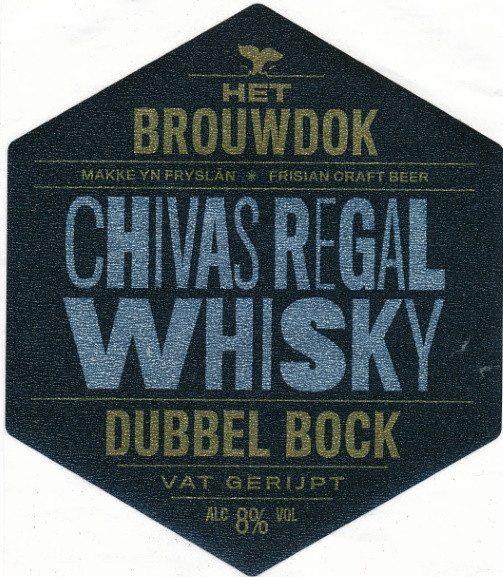 HET
BROUWDOK
MAKKE YN FRYSLÂN * FRISIAN CRAFT BEER
CHIVAS REGAL
WHISKY
DUBBEL BOCK
VAT GERIJPT
ALC 8% VOL